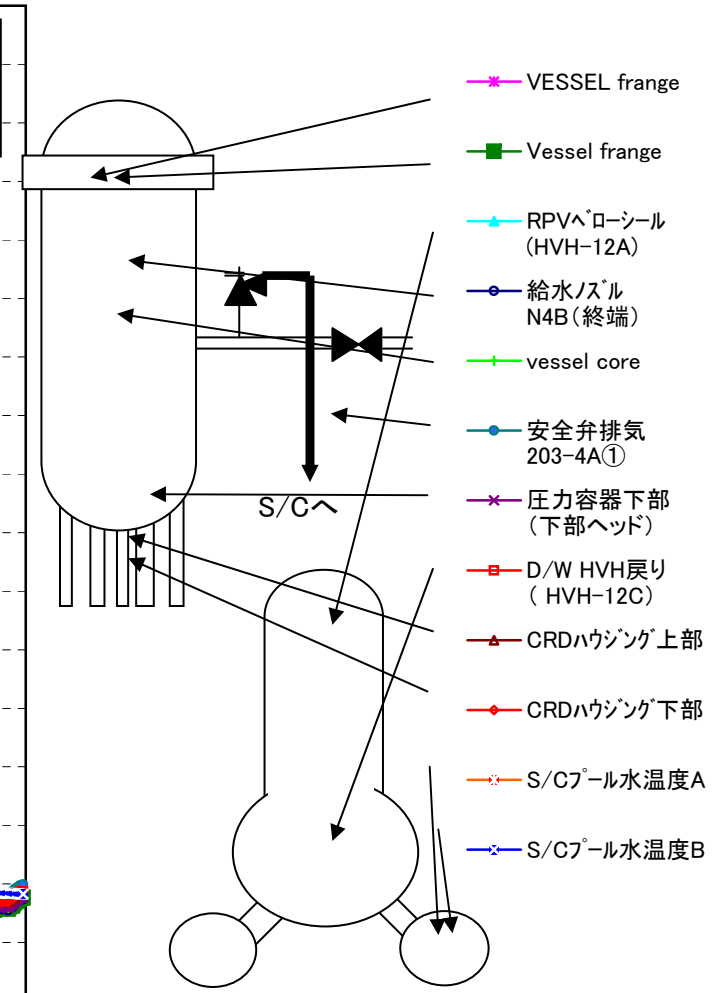 VESSEL frange
Vessel frange
RPVﾍﾞﾛｰｼｰﾙ
(HVH-12A)
給水ﾉｽﾞﾙ
N4B(終端)
vessel core
安全弁排気
203-4A①
圧力容器下部
(下部ヘッド)
D/W HVH戻り
( HVH-12C)
CRDﾊｳｼﾞﾝｸﾞ上部
CRDﾊｳｼﾞﾝｸﾞ下部
S/Cﾌﾟｰﾙ水温度A
S/Cﾌﾟｰﾙ水温度B
S/Cへ